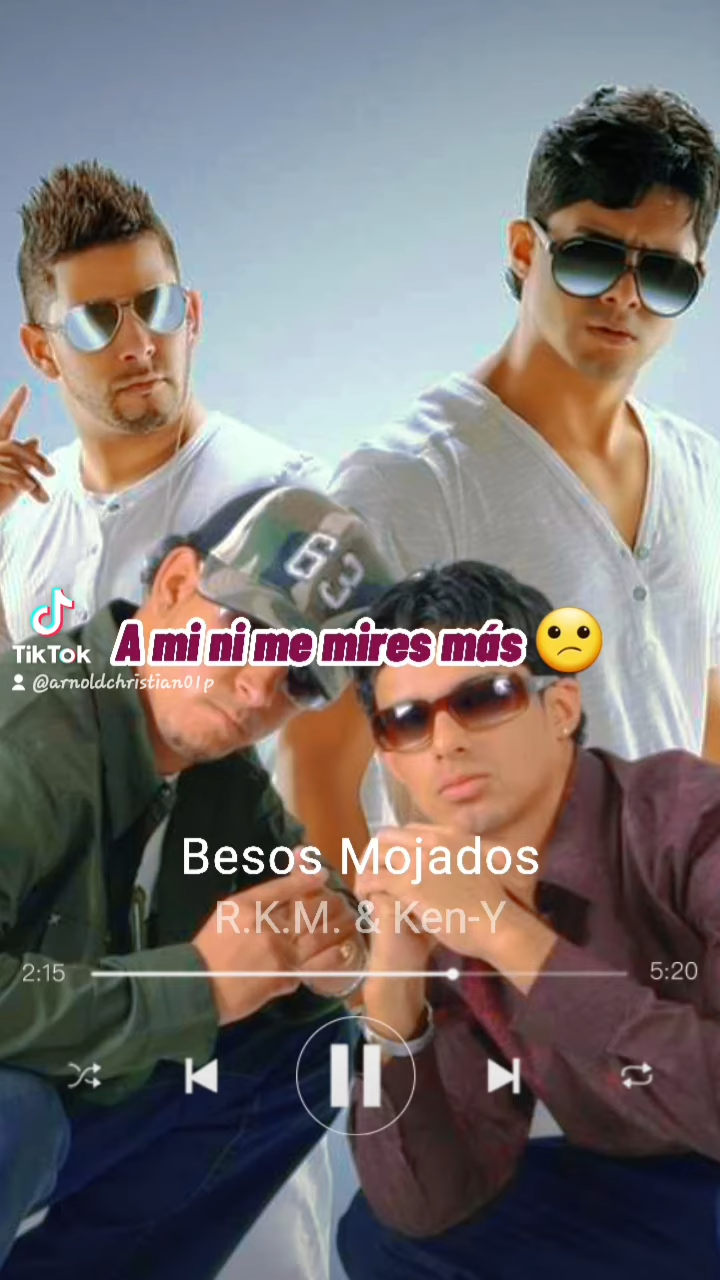 63
TikTok
A mi ni me mires más
@arnoldchristian01p
Besos Mojados
R.K.M. & Ken-Y
2:15
5:20